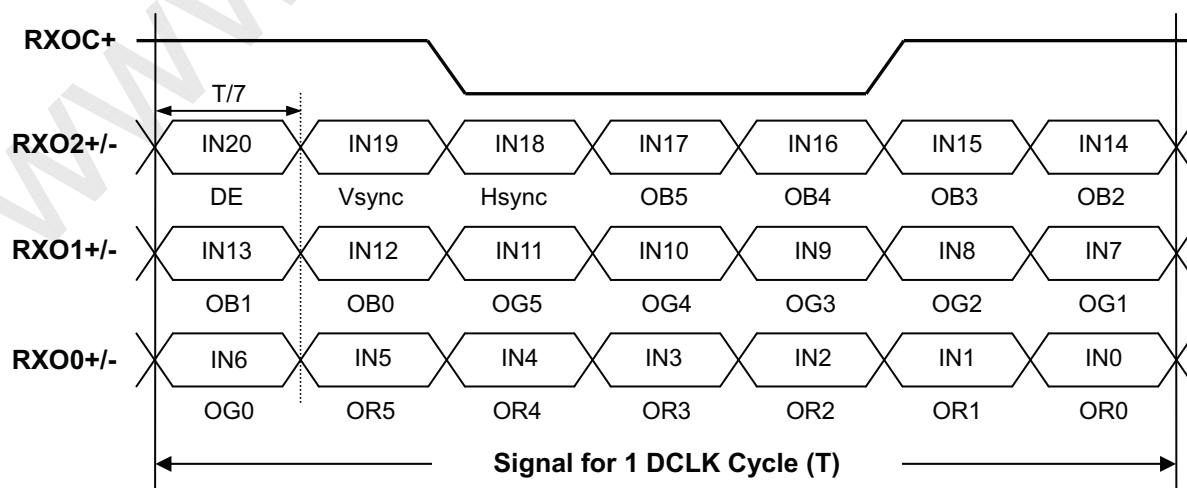 RXOC+
T/7
RXO2+/- IN20 IN19 IN18 IN17 IN16 IN15 IN14
DE Vsync Hsync OB5 OB4 OB3 OB2
RXO1+/- IN13 IN12 IN11 IN10 IN9 IN8 IN7
OB1 OB0 OG5 OG4 OG3 OG2 OG1
RXO0+/- IN6 IN5 IN4 IN3 IN2 IN1 IN0
OG0 OR5 OR4 OR3 OR2 OR1 OR0
Signal for 1 DCLK Cycle (T)